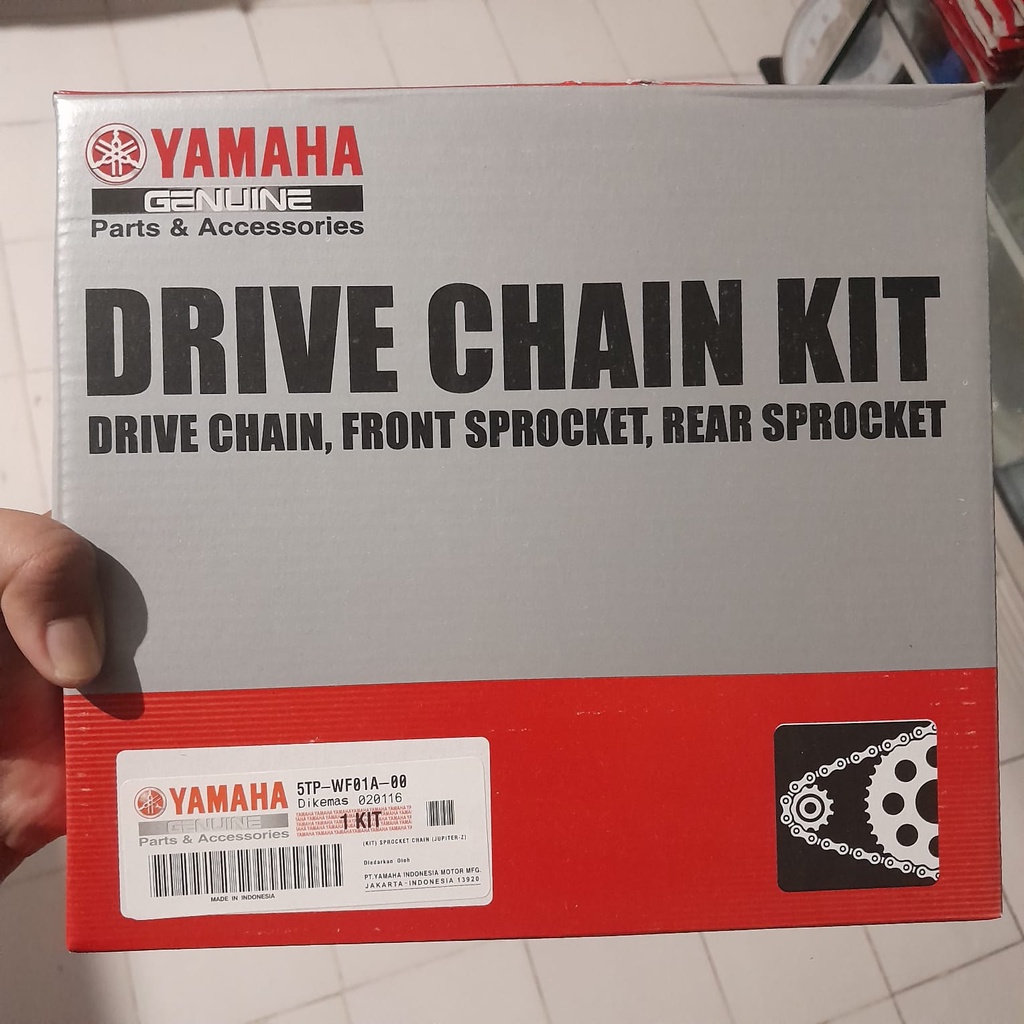 YAMAHA
GENUINE
Parts & Accessories
DRIVE CHAIN KIT
DRIVE CHAIN, FRONT SPROCKET, REAR SPROCKET
YAMAHA
GENUINE
Parts & Accessories
5TP-WF01A-00
Dikemas 020116
1 KIT
(KIT) SPROCKET CHAIN (JUPITER-Z)
Diedarkan Oleh
PT.YAMAHA INDONESIA MOTOR MFG.
JAKARTA-INDONESIA 13920
MADE IN INDONESIA